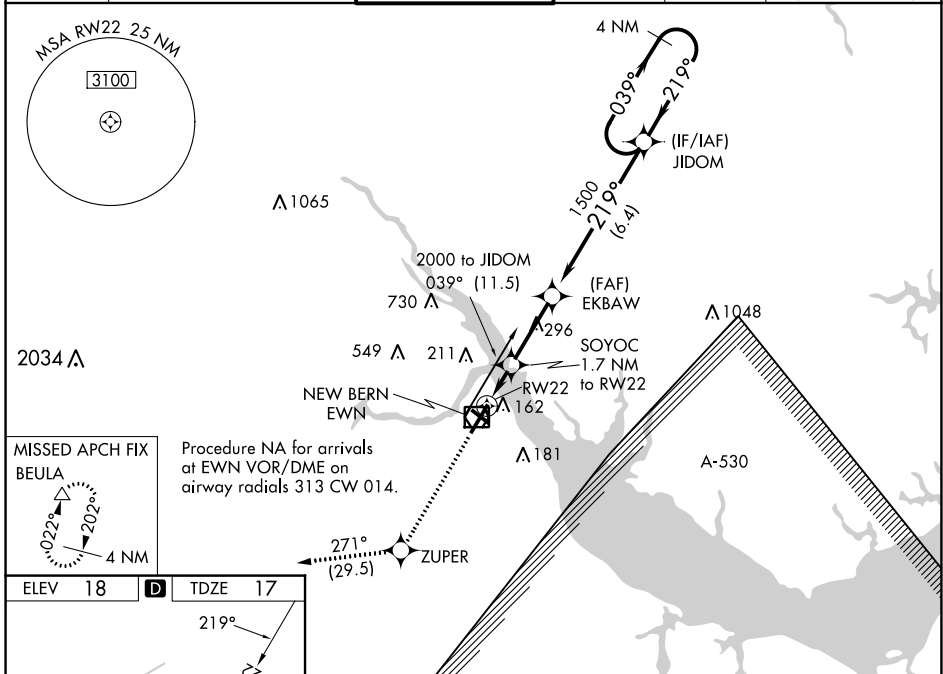 MSA RW22 25 NM
3100
4 NM
039°
219°
(IF/IAF)
JIDOM
1500
219°
(6.4)
1065
2000 to JIDOM
039° (11.5)
(FAF)
EKBAW
730
296
1048
2034
549
211
SOYOC
1.7 NM
to RW22
NEW BERN
EWN
RW22
162
181
A-530
MISSED APCH FIX
BEULA
022°
202°
4 NM
Procedure NA for arrivals
at EWN VOR/DME on
airway radials 313 CW 014.
271°
(29.5)
ZUPER
ELEV 18 D TDZE 17
219°